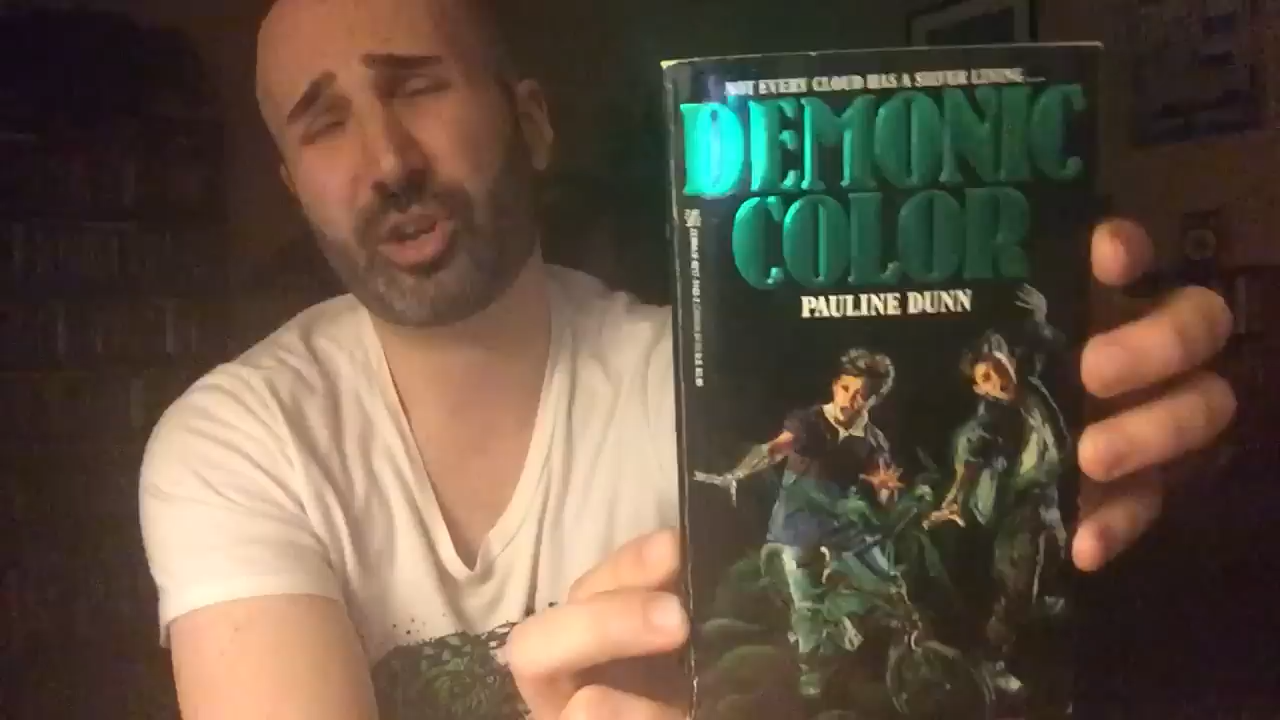 NOT EVERY CLOUD HAS A SILVER LINING....
DEMONIC
COLOR
PAULINE DUNN